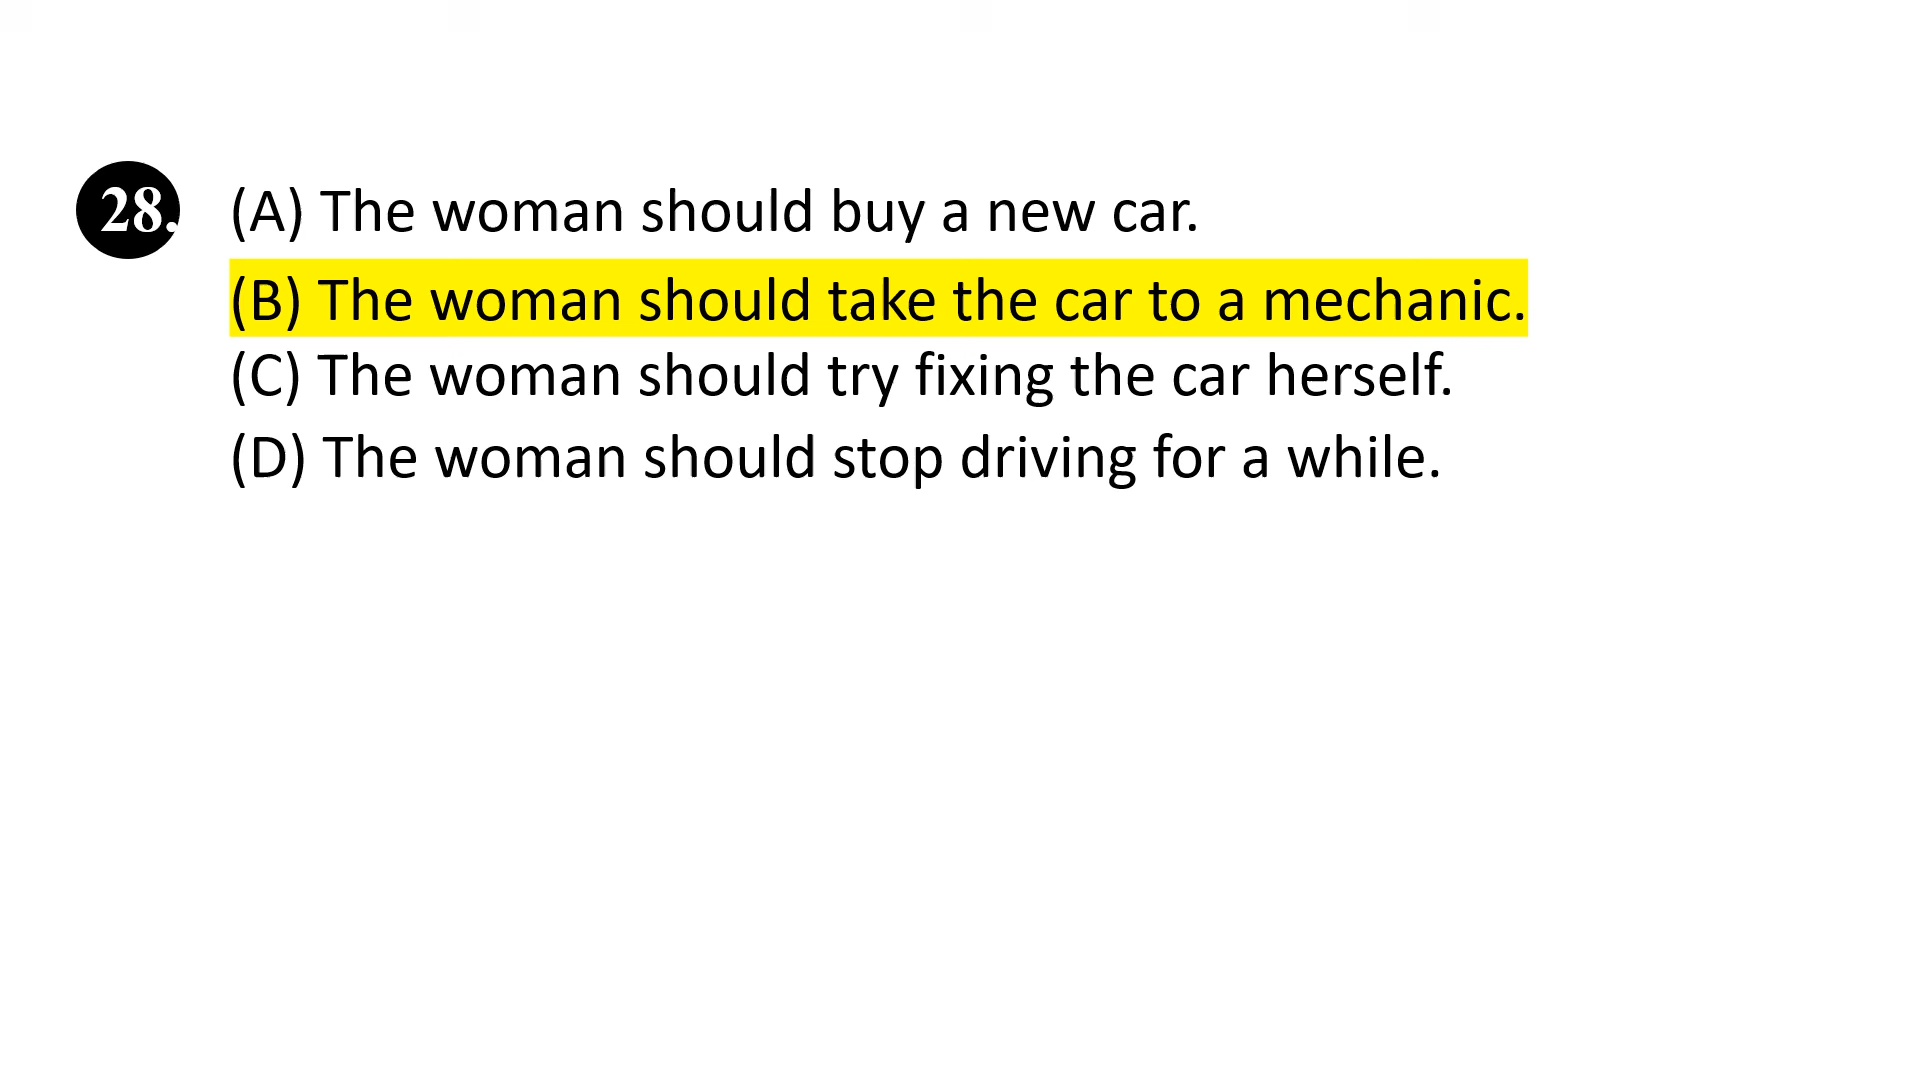 28. (A) The woman should buy a new car.
(B) The woman should take the car to a mechanic.
(C) The woman should try fixing the car herself.
(D) The woman should stop driving for a while.